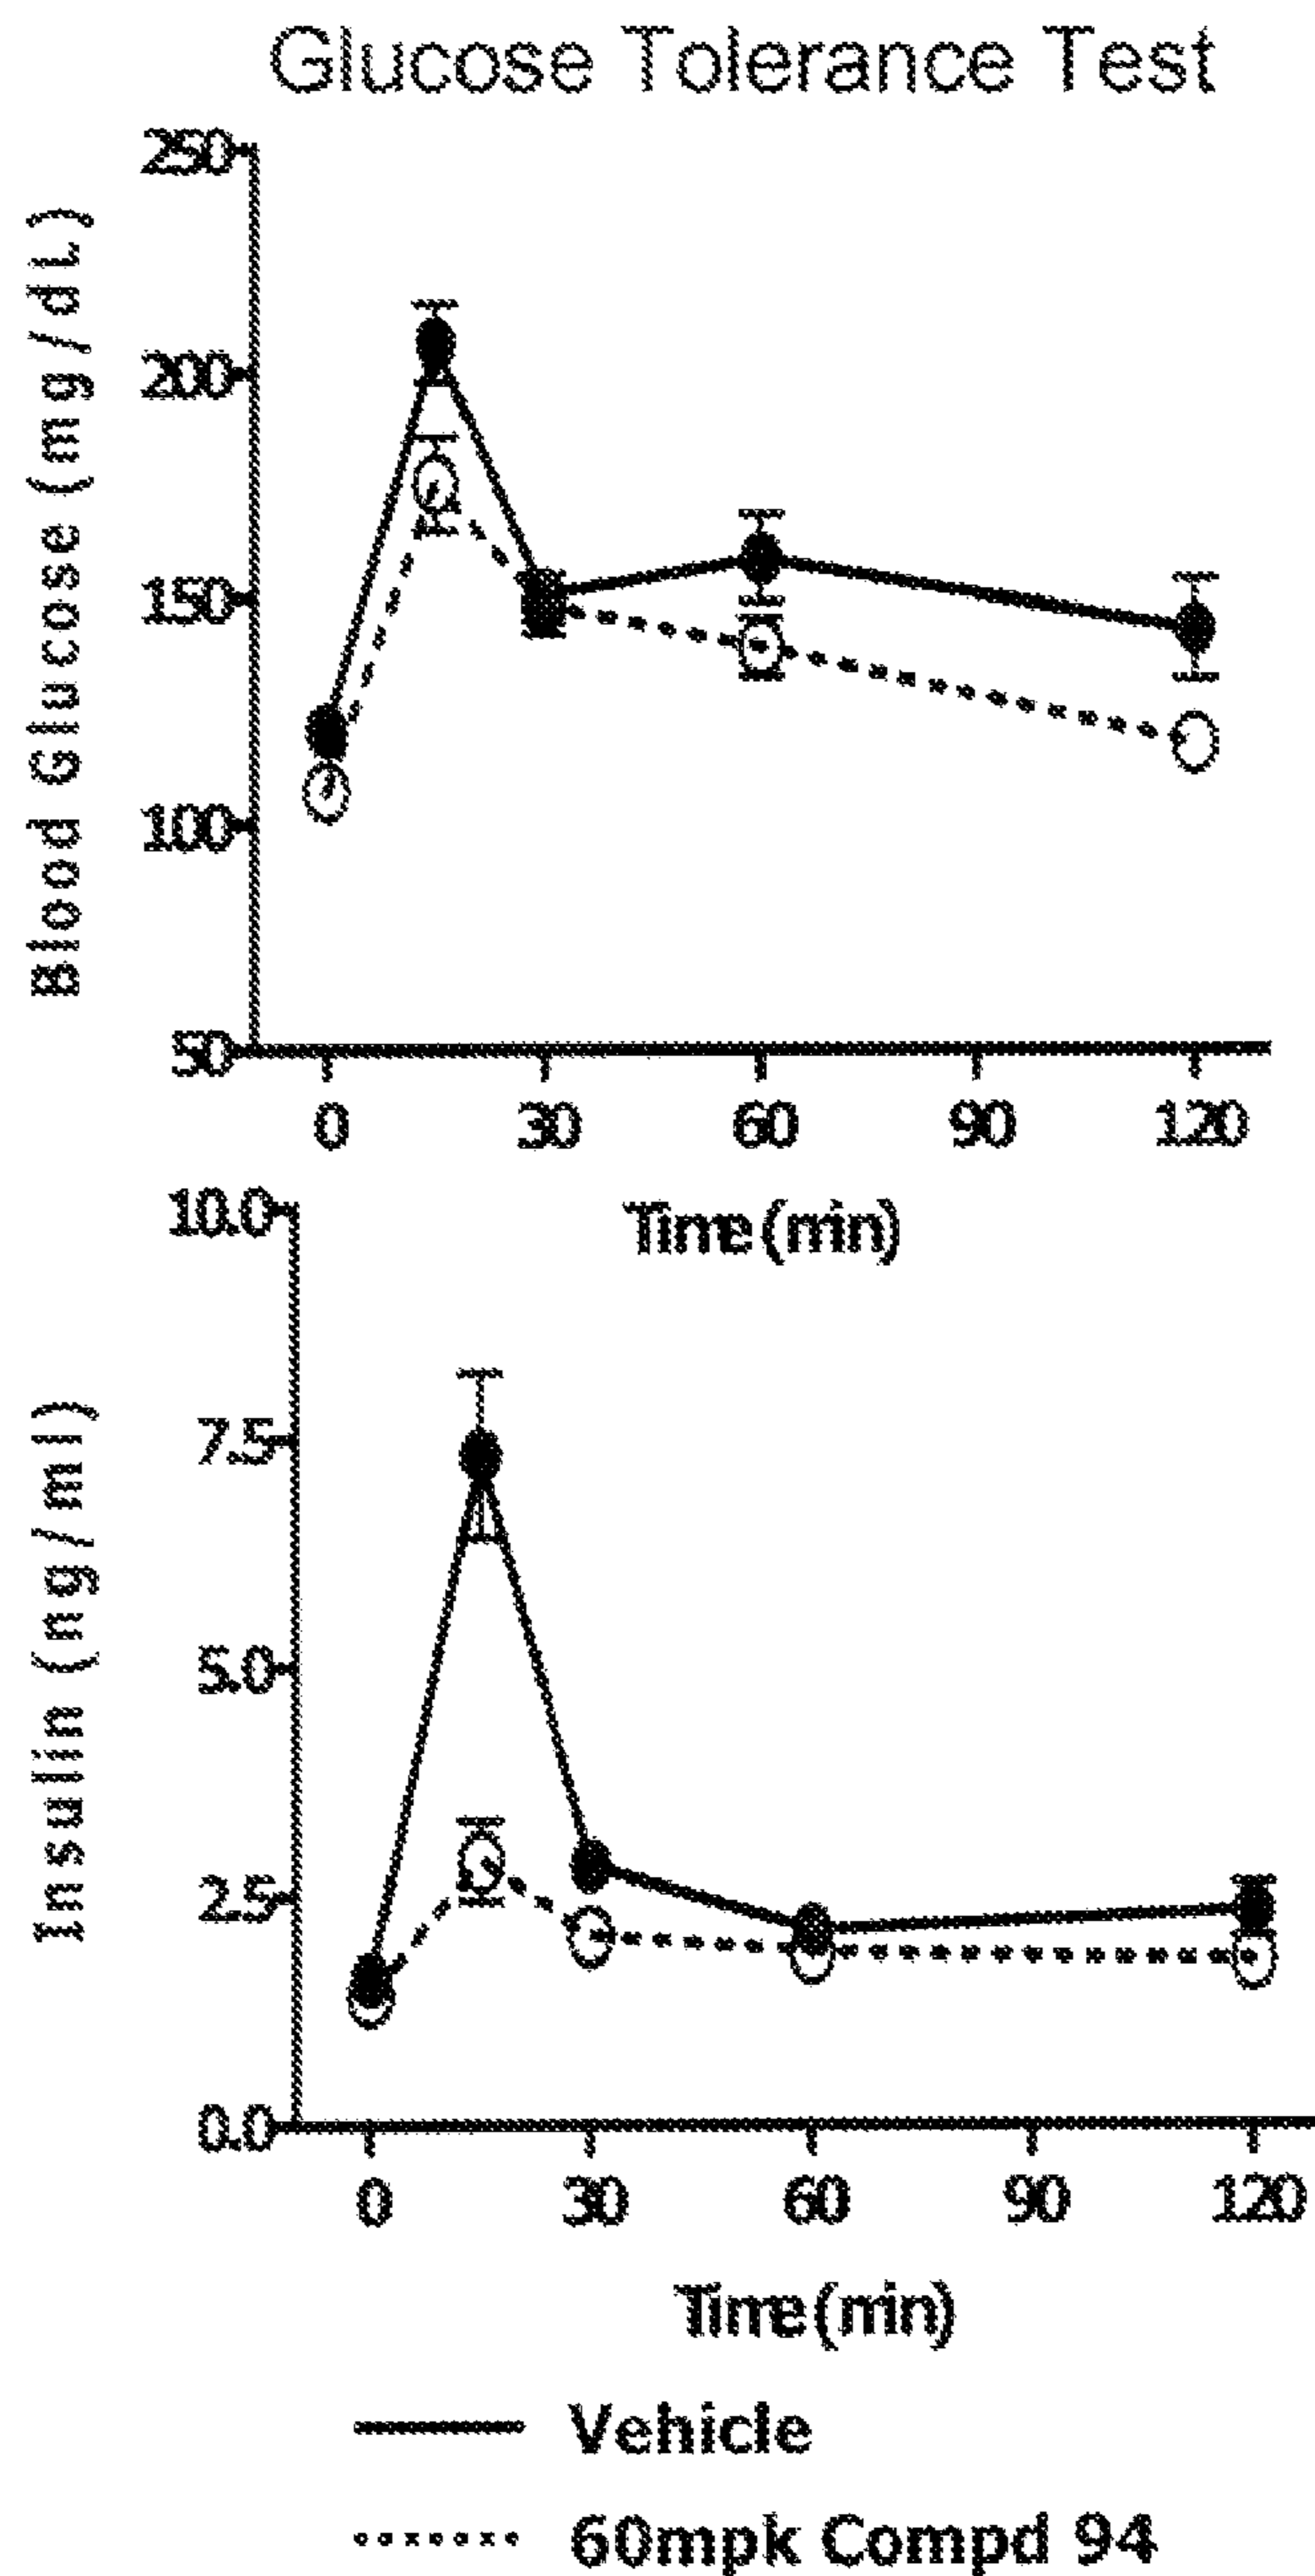 Glucose Tolerance Test
Blood Glucose (mg/dL)
250
200
150
100
50
0 30 60 90 120
Time (min)
Insulin (ng/ml)
10.0
7.5
5.0
2.5
0.0
0 30 60 90 120
Time (min)
Vehicle
60mpk Compd 94